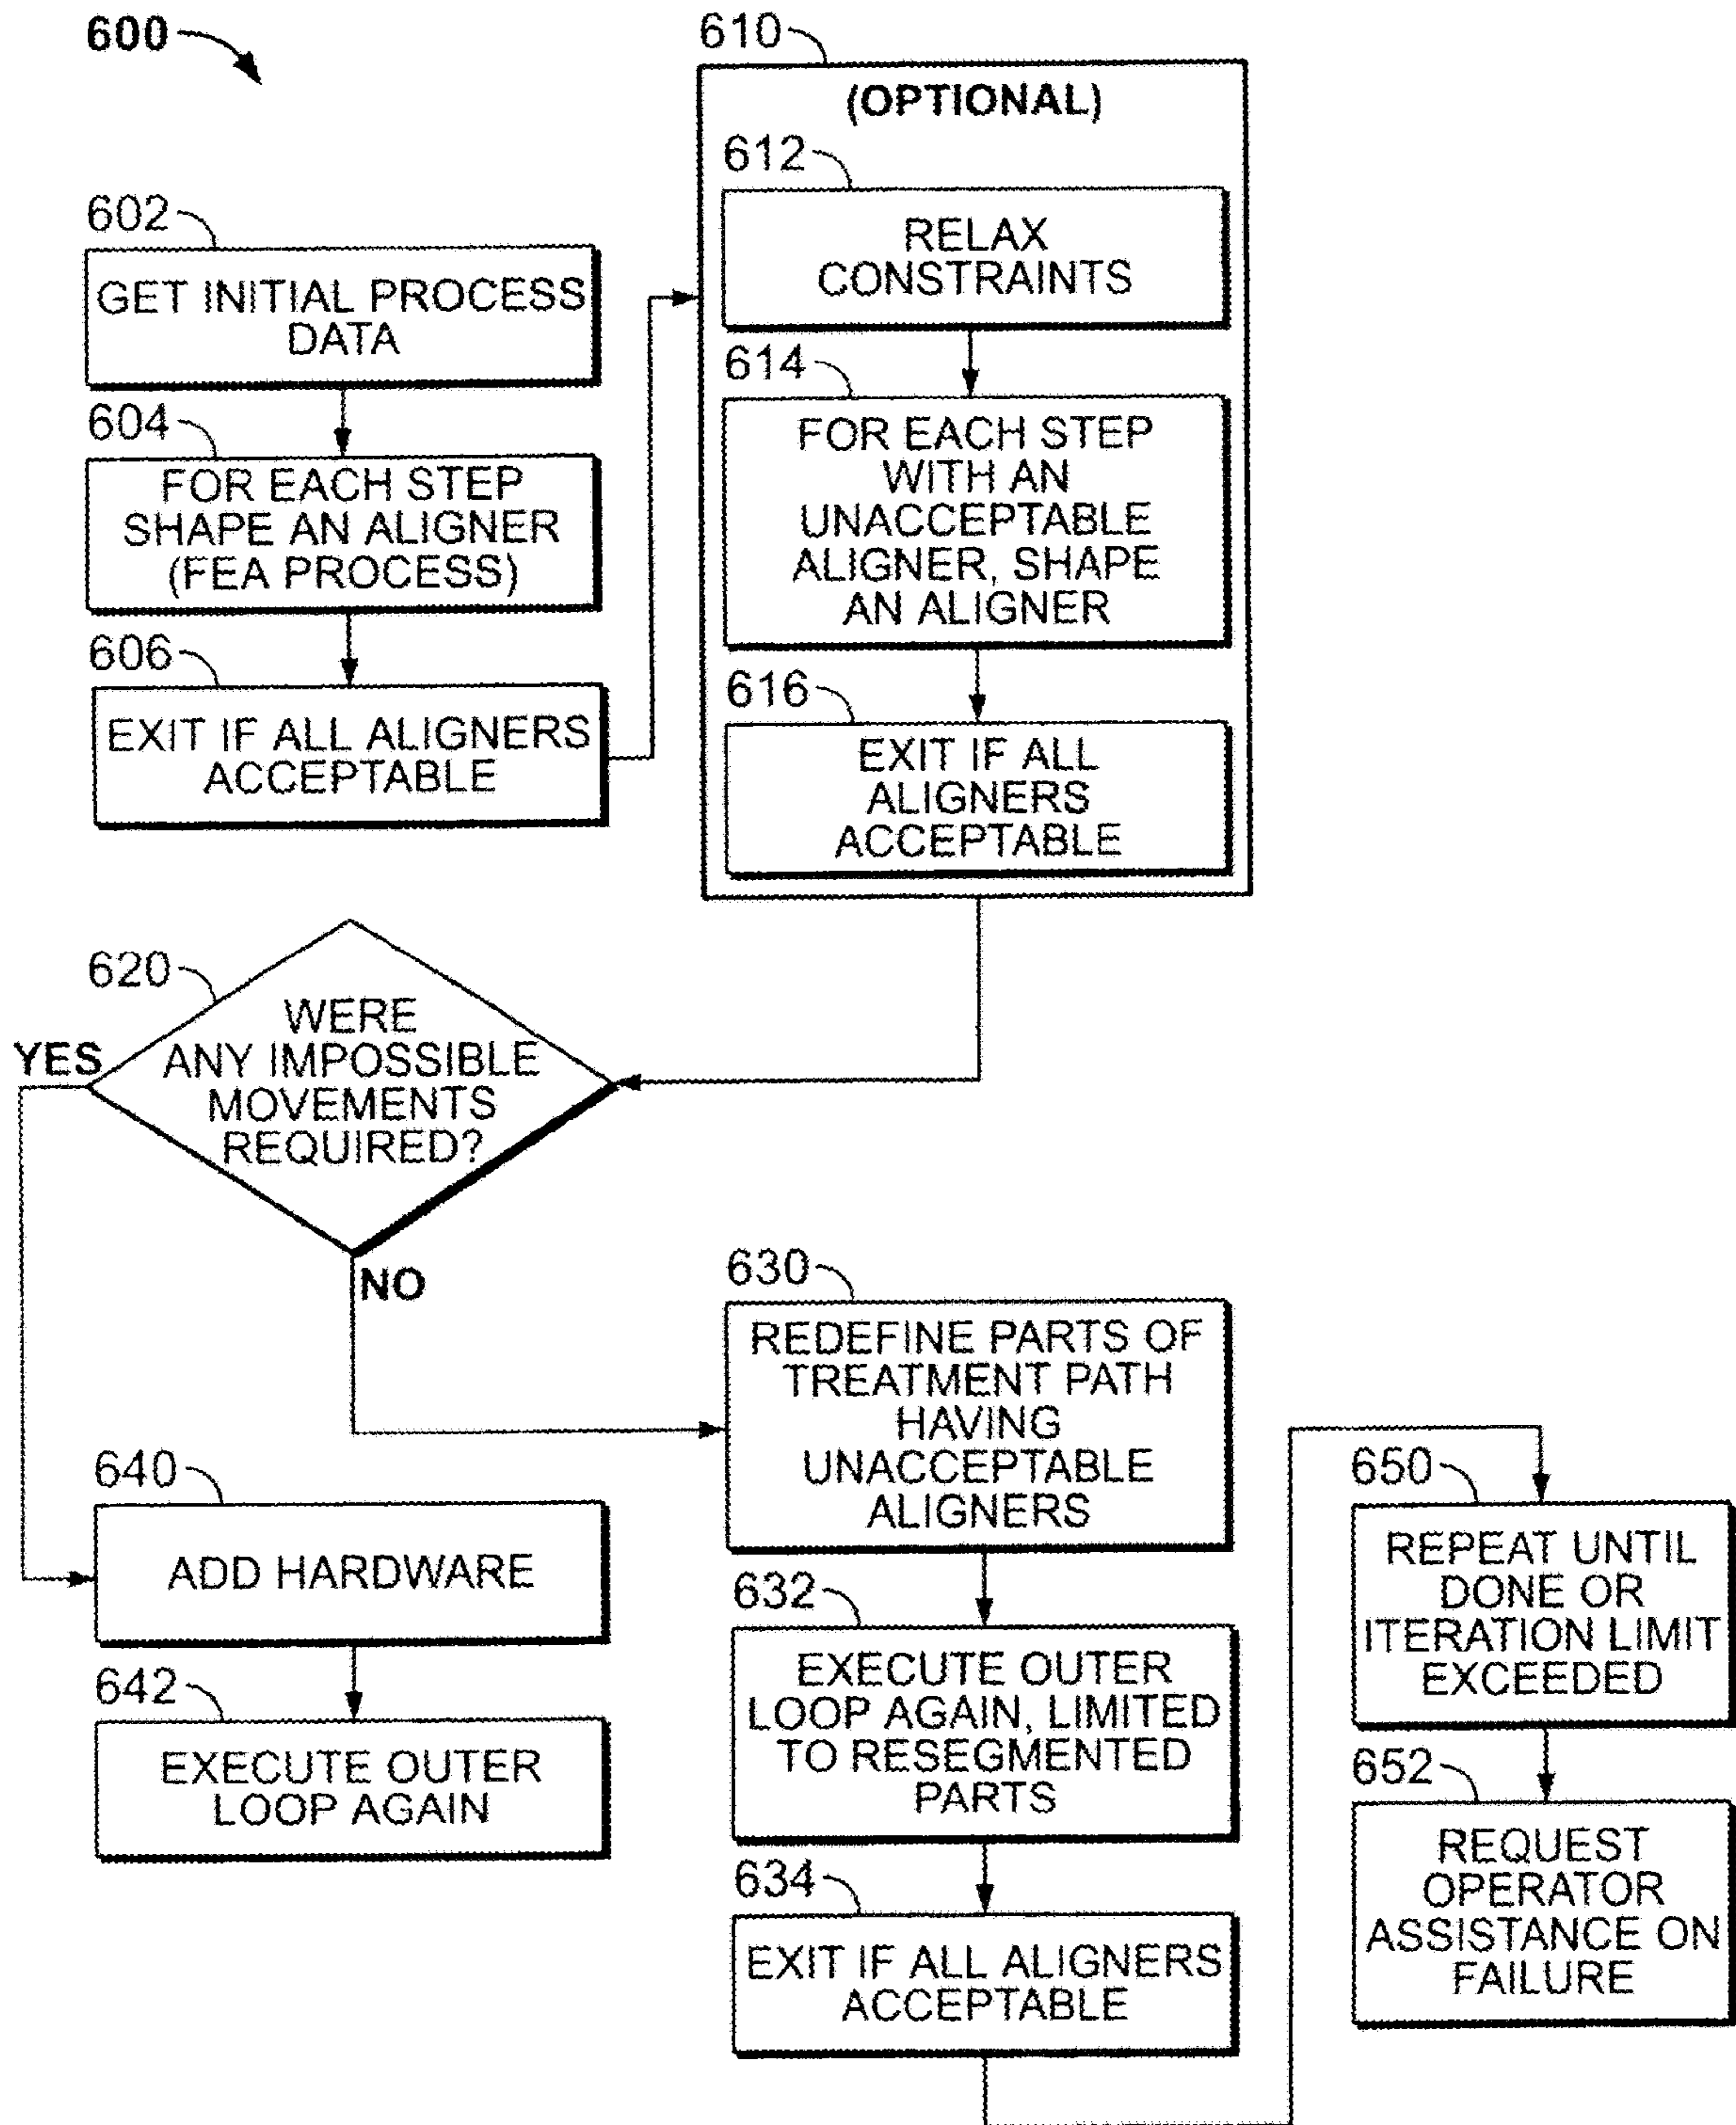 600
602
GET INITIAL PROCESS
DATA
604
FOR EACH STEP
SHAPE AN ALIGNER
(FEA PROCESS)
606
EXIT IF ALL ALIGNERS
ACCEPTABLE
610
(OPTIONAL)
612
RELAX
CONSTRAINTS
614
FOR EACH STEP
WITH AN
UNACCEPTABLE
ALIGNER, SHAPE
AN ALIGNER
616
EXIT IF ALL
ALIGNERS
ACCEPTABLE
620
WERE
ANY IMPOSSIBLE
MOVEMENTS
REQUIRED?
YES
NO
630
REDEFINE PARTS OF
TREATMENT PATH
HAVING
UNACCEPTABLE
ALIGNERS
632
EXECUTE OUTER
LOOP AGAIN, LIMITED
TO RESEGMENTED
PARTS
634
EXIT IF ALL ALIGNERS
ACCEPTABLE
640
ADD HARDWARE
642
EXECUTE OUTER
LOOP AGAIN
650
REPEAT UNTIL
DONE OR
ITERATION LIMIT
EXCEEDED
652
REQUEST
OPERATOR
ASSISTANCE ON
FAILURE